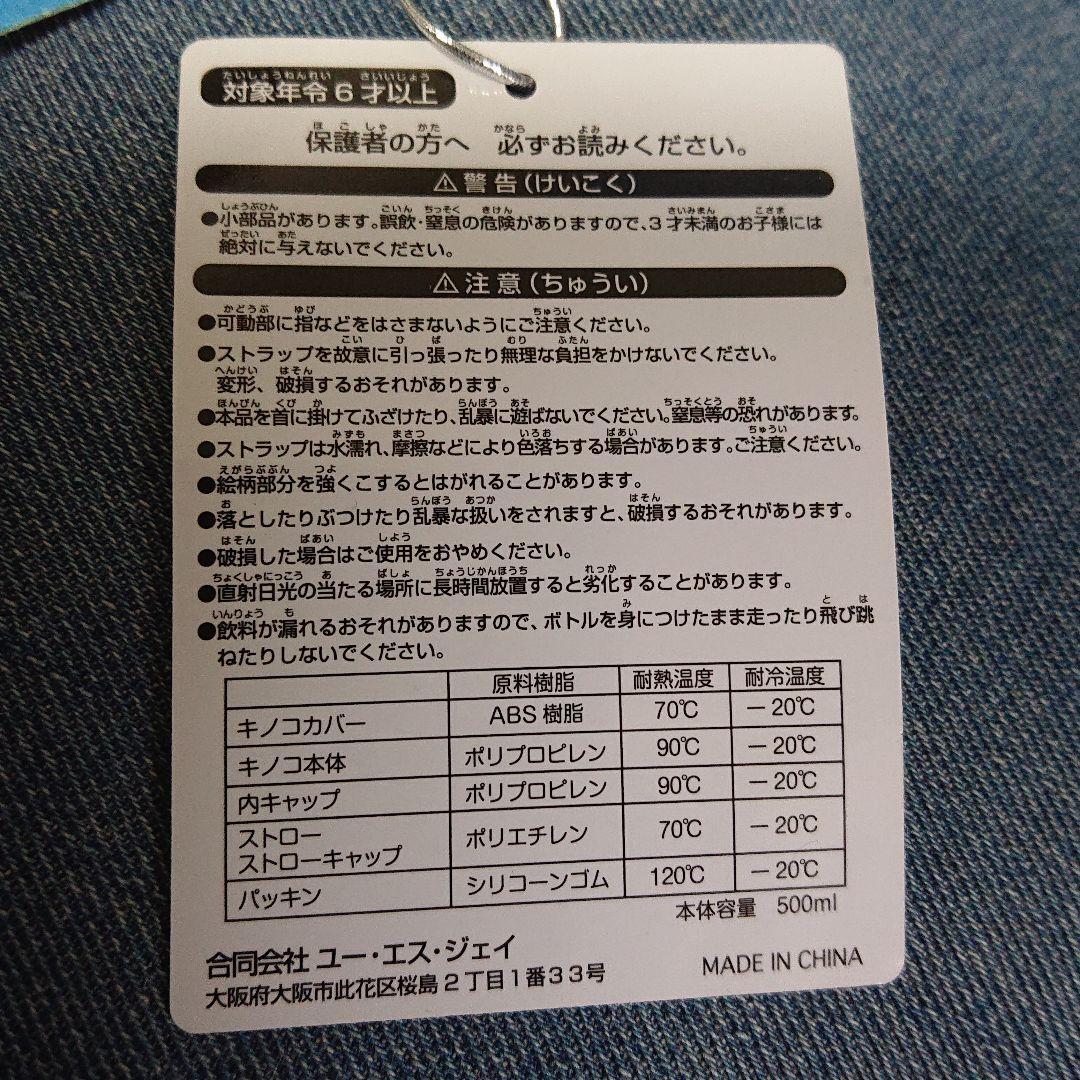 対象年令6才以上
保護者の方へ 必ずお読みください。
⚠警告(けいこく)
●小部品があります。誤飲・窒息の危険がありますので、3才未満のお子様には
絶対に与えないでください。
⚠注意(ちゅうい)
●可動部に指などをはさまないようにご注意ください。
●ストラップを故意に引っ張ったり無理な負担をかけないでください。
変形、破損するおそれがあります。
●本品を首に掛けてふざけたり、乱暴に遊ばないでください。窒息等の恐れがあります。
●ストラップは水濡れ、摩擦などにより色落ちする場合があります。ご注意ください。
●絵柄部分を強くこするとはがれることがあります。
●落としたりぶつけたり乱暴な扱いをされますと、破損するおそれがあります。
●破損した場合はご使用をおやめください。
●直射日光の当たる場所に長時間放置すると劣化することがあります。
●飲料が漏れるおそれがありますので、ボトルを身につけたまま走ったり飛び跳
ねたりしないでください。
原料樹脂 耐熱温度 耐冷温度
キノコカバー ABS樹脂 70℃ −20℃
キノコ本体 ポリプロピレン 90℃ −20℃
内キャップ ポリプロピレン 90℃ −20℃
ストロー
ストローキャップ ポリエチレン 70℃ −20℃
パッキン シリコーンゴム 120℃ −20℃
本体容量 500ml
合同会社 ユー・エス・ジェイ
大阪府大阪市此花区桜島2丁目1番33号
MADE IN CHINA